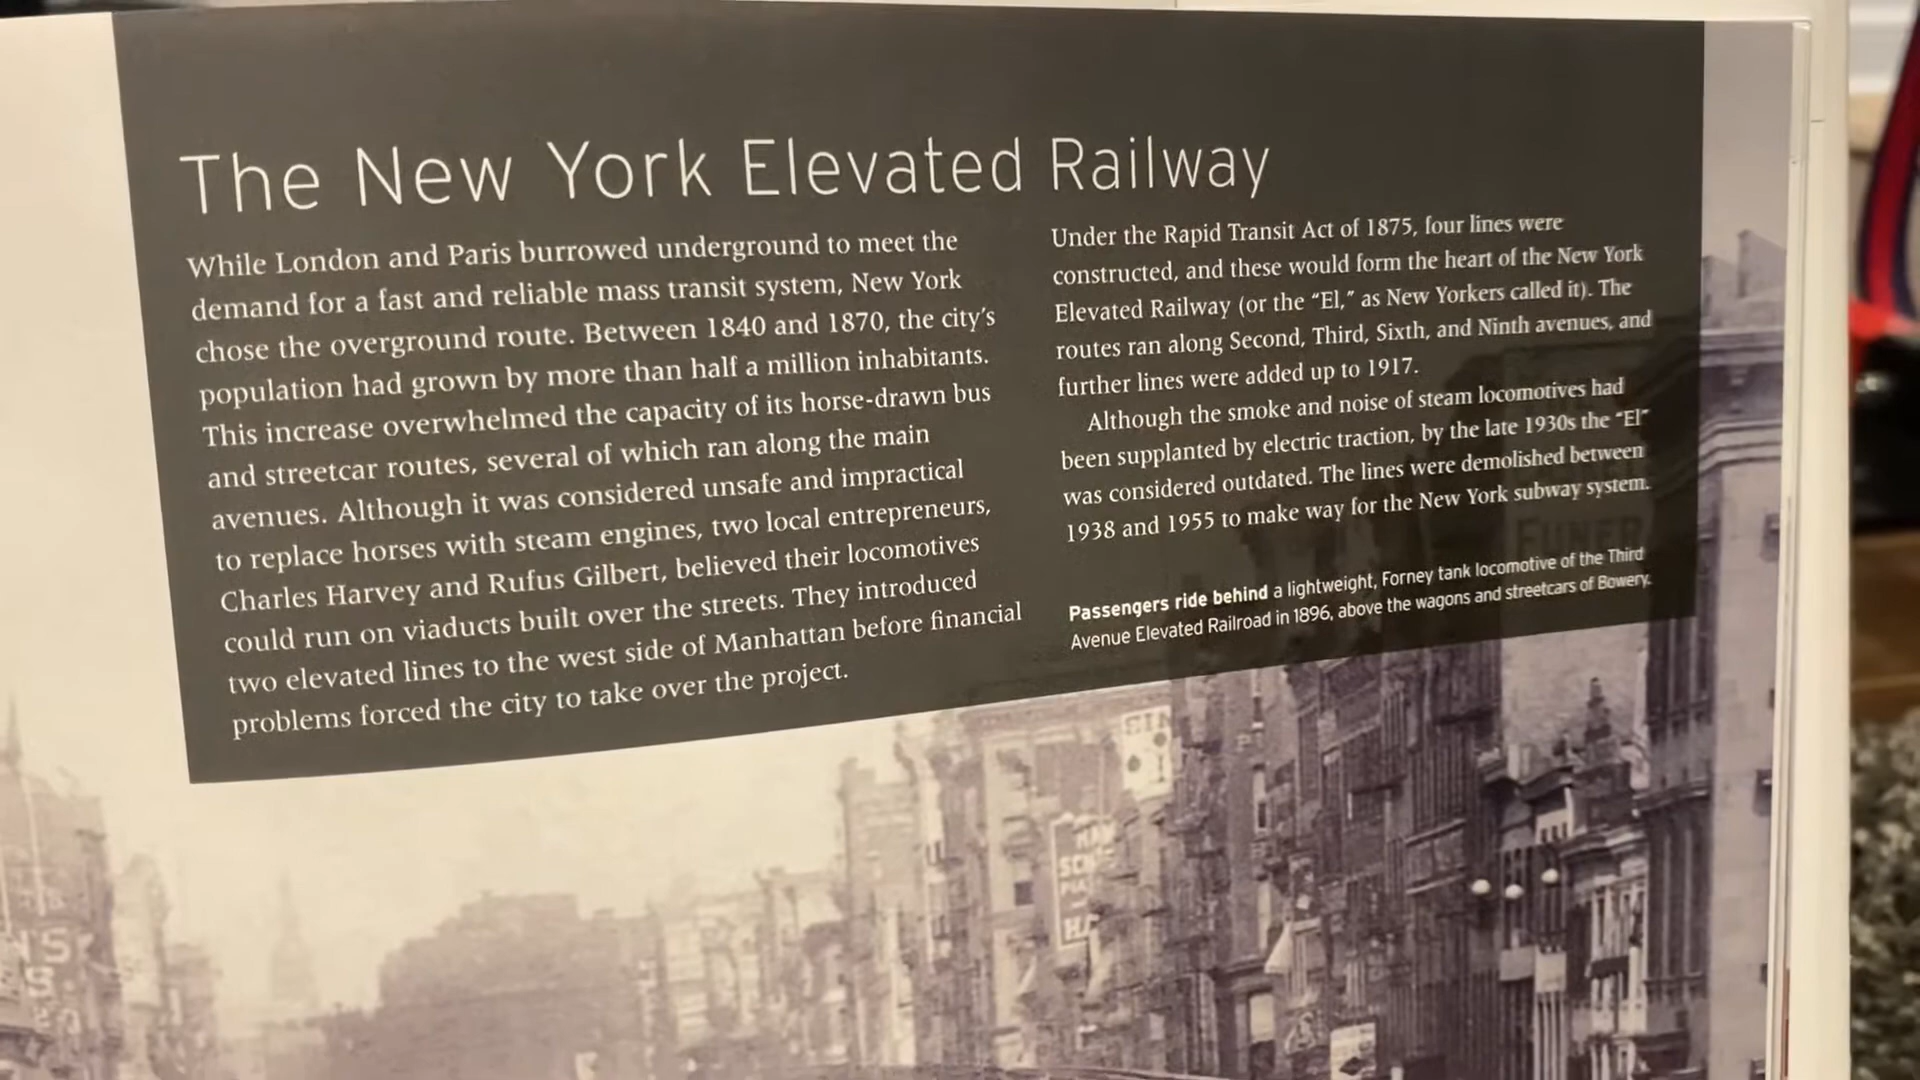 The New York Elevated Railway
While London and Paris burrowed underground to meet the
demand for a fast and reliable mass transit system, New York
chose the overground route. Between 1840 and 1870, the city's
population had grown by more than half a million inhabitants.
This increase overwhelmed the capacity of its horse-drawn bus
and streetcar routes, several of which ran along the main
avenues. Although it was considered unsafe and impractical
to replace horses with steam engines, two local entrepreneurs,
Charles Harvey and Rufus Gilbert, believed their locomotives
could run on viaducts built over the streets. They introduced
two elevated lines to the west side of Manhattan before financial
problems forced the city to take over the project.
Under the Rapid Transit Act of 1875, four lines were
constructed, and these would form the heart of the New York
Elevated Railway (or the “El,” as New Yorkers called it). The
routes ran along Second, Third, Sixth, and Ninth avenues, and
further lines were added up to 1917.
Although the smoke and noise of steam locomotives had
been supplanted by electric traction, by the late 1930s the “El”
was considered outdated. The lines were demolished between
1938 and 1955 to make way for the New York subway system.
Passengers ride behind a lightweight, Forney tank locomotive of the Third
Avenue Elevated Railroad in 1896, above the wagons and streetcars of Bowery.